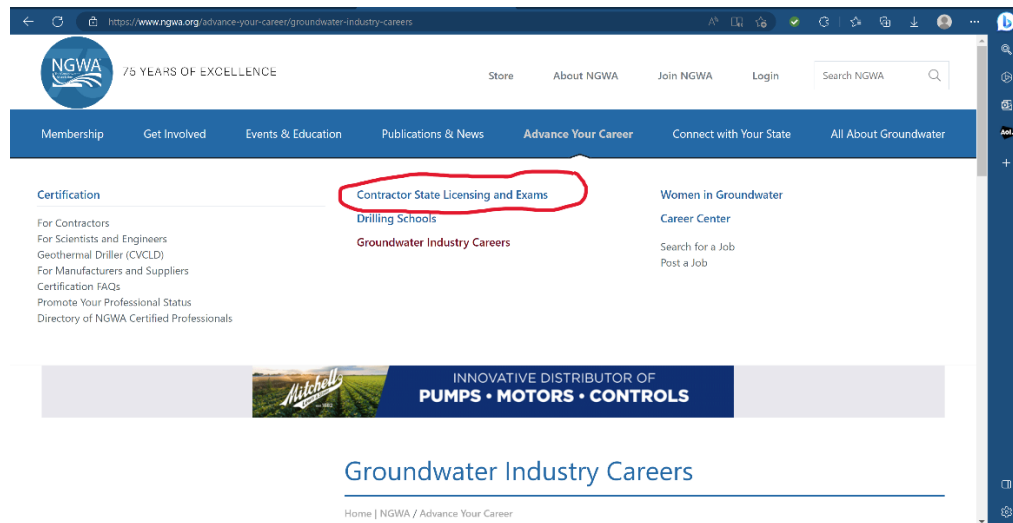 https://www.ngwa.org/advance-your-career/groundwater-industry-careers
NGWA
75 YEARS OF EXCELLENCE
Store About NGWA Join NGWA Login Search NGWA
Membership Get Involved Events & Education Publications & News Advance Your Career Connect with Your State All About Groundwater
Certification
For Contractors
For Scientists and Engineers
Geothermal Driller (CVCLD)
For Manufacturers and Suppliers
Certification FAQs
Promote Your Professional Status
Directory of NGWA Certified Professionals
Contractor State Licensing and Exams
Drilling Schools
Groundwater Industry Careers
Women in Groundwater
Career Center
Search for a Job
Post a Job
Mitchell
INNOVATIVE DISTRIBUTOR OF
PUMPS • MOTORS • CONTROLS
Groundwater Industry Careers
Home | NGWA / Advance Your Career
Aol.